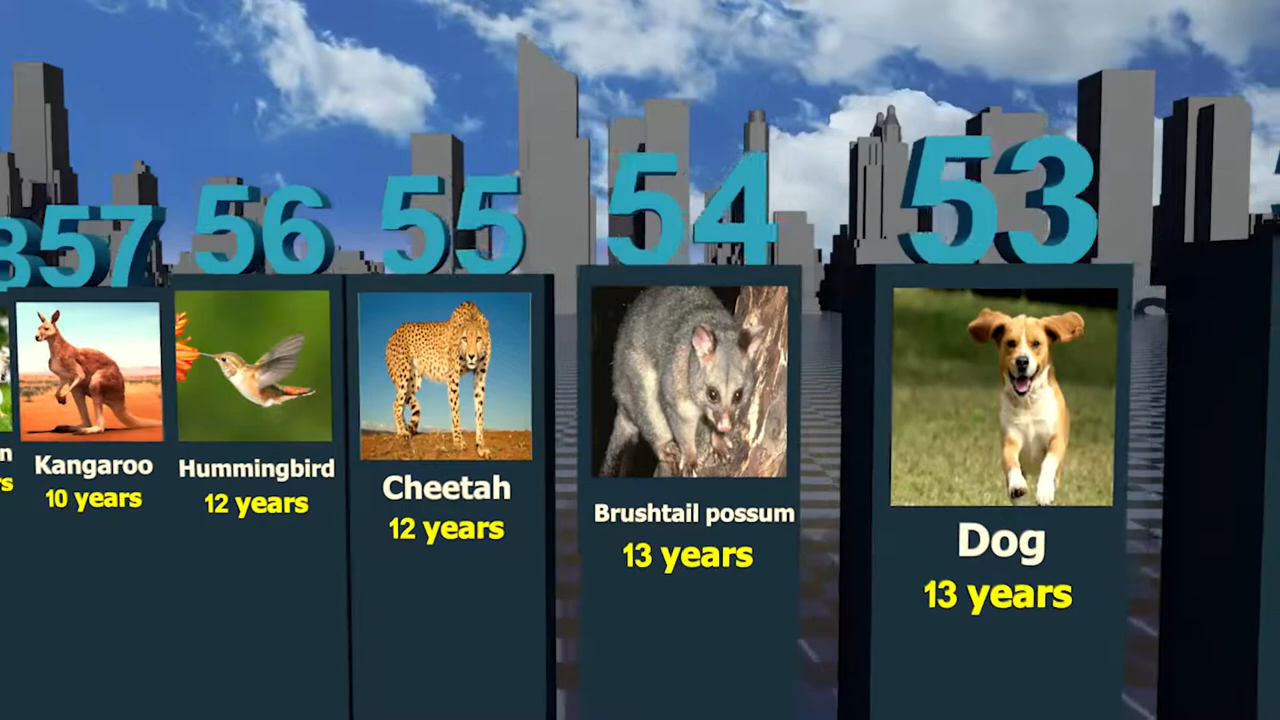 57
56
55
54
53
Kangaroo
10 years
Hummingbird
12 years
Cheetah
12 years
Brushtail possum
13 years
Dog
13 years